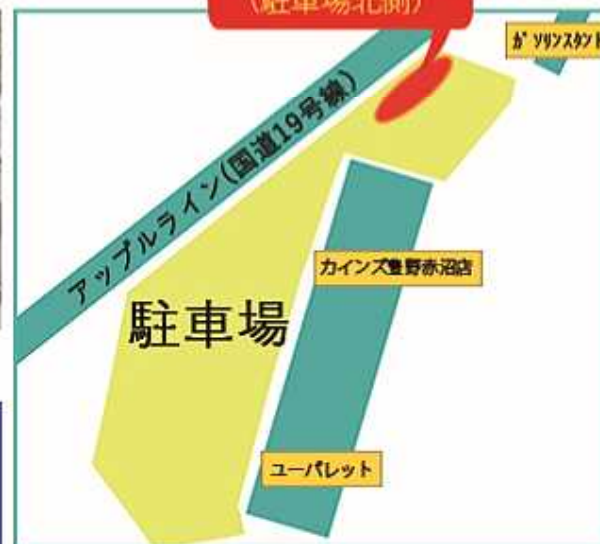 (駐車場北側)
ガソリンスタンド
アップルライン(国道19号線)
カインズ豊野赤沼店
駐車場
ユーパレット